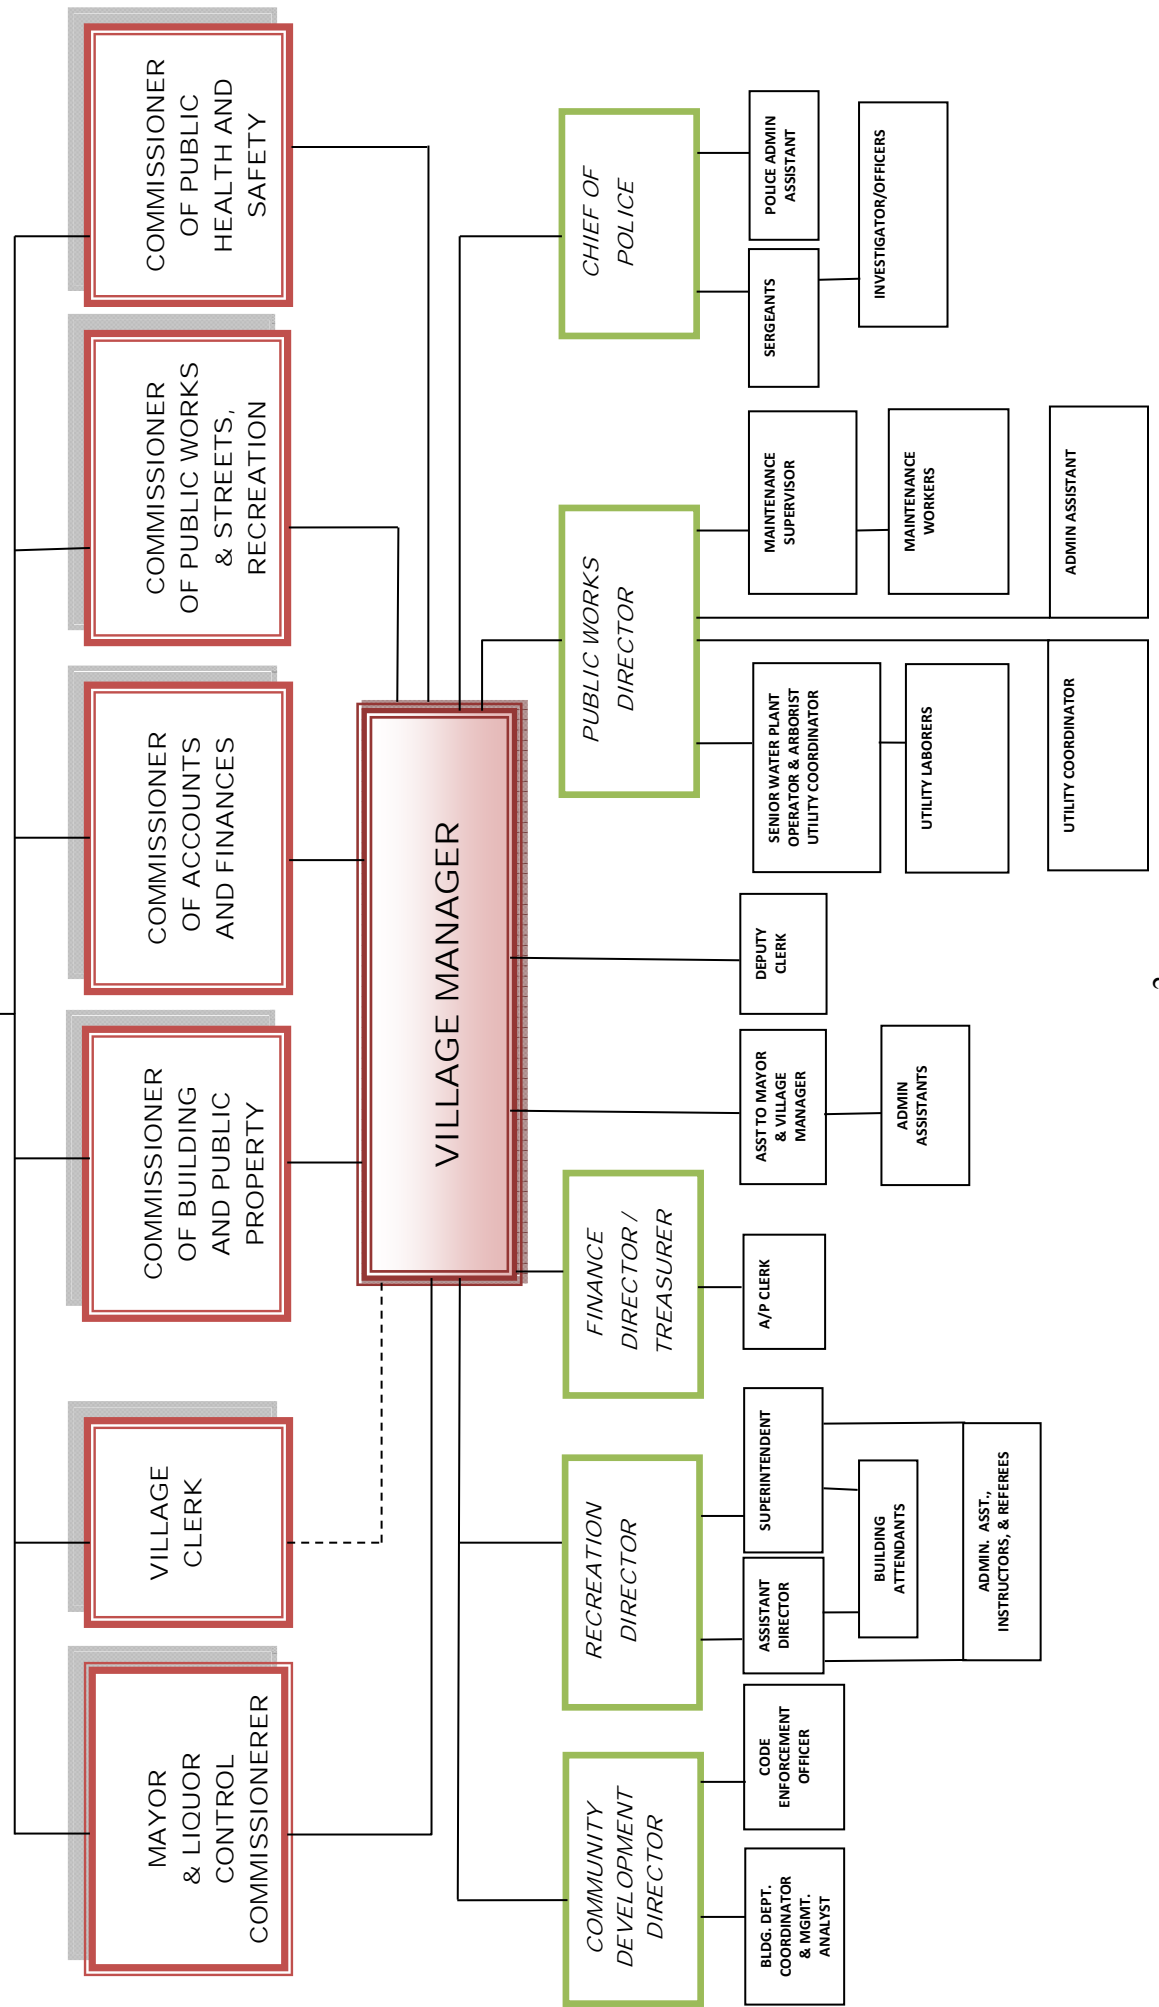 MAYOR
& LIQUOR
CONTROL
COMMISSIONERER
VILLAGE
CLERK
COMMISSIONER
OF BUILDING
AND PUBLIC
PROPERTY
COMMISSIONER
OF ACCOUNTS
AND FINANCES
COMMISSIONER
OF PUBLIC WORKS
& STREETS,
RECREATION
COMMISSIONER
OF PUBLIC
HEALTH AND
SAFETY
VILLAGE MANAGER
COMMUNITY
DEVELOPMENT
DIRECTOR
RECREATION
DIRECTOR
FINANCE
DIRECTOR /
TREASURER
PUBLIC WORKS
DIRECTOR
CHIEF OF
POLICE
BLDG. DEPT.
COORDINATOR
& MGMT.
ANALYST
CODE
ENFORCEMENT
OFFICER
ASSISTANT
DIRECTOR
SUPERINTENDENT
BUILDING
ATTENDANTS
ADMIN. ASST.,
INSTRUCTORS, & REFEREES
A/P CLERK
ASST TO MAYOR
& VILLAGE
MANAGER
ADMIN
ASSISTANTS
DEPUTY
CLERK
SENIOR WATER PLANT
OPERATOR & ARBORIST
UTILITY COORDINATOR
UTILITY LABORERS
UTILITY COORDINATOR
MAINTENANCE
SUPERVISOR
MAINTENANCE
WORKERS
ADMIN ASSISTANT
SERGEANTS
POLICE ADMIN
ASSISTANT
INVESTIGATOR/OFFICERS